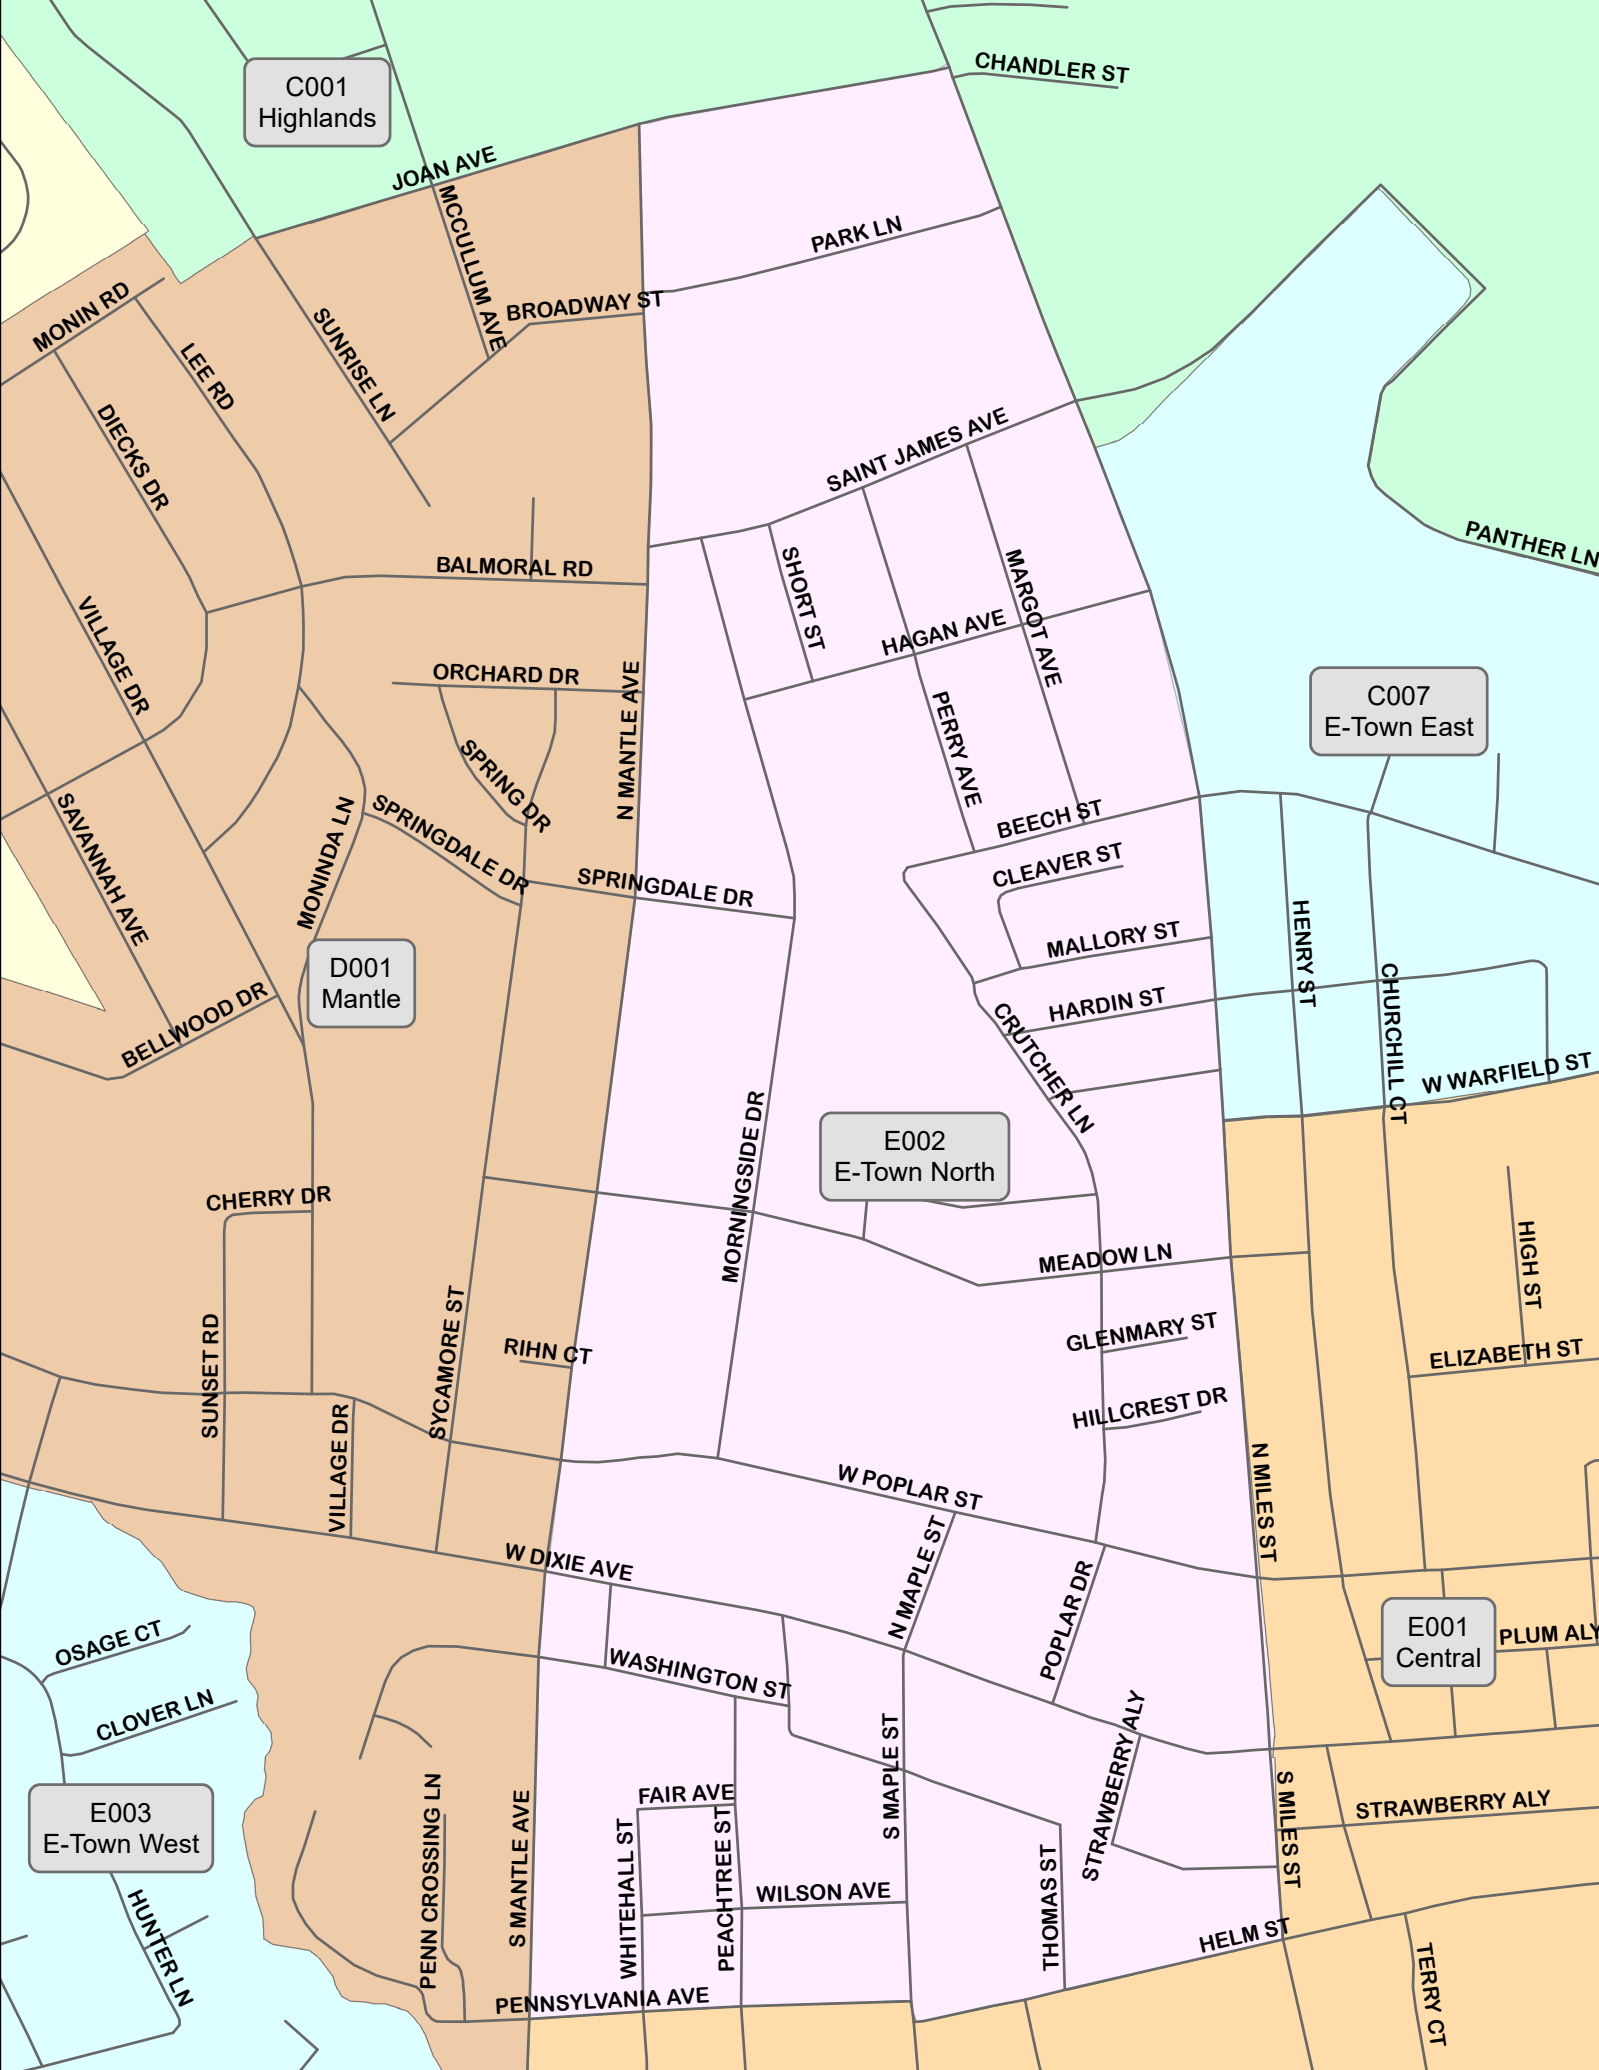 CHANDLER ST
C001
Highlands
JOAN AVE
MCCULLUM AVE
PARK LN
BROADWAY ST
MONIN RD
SUNRISE LN
LEE RD
DIECKS DR
SAINT JAMES AVE
PANTHER LN
BALMORAL RD
SHORT ST
MARGOT AVE
HAGAN AVE
VILLAGE DR
ORCHARD DR
N MANTLE AVE
C007
E-Town East
PERRY AVE
SPRING DR
SAVANNAH AVE
MONINDA LN
SPRINGDALE DR
SPRINGDALE DR
BEECH ST
CLEAVER ST
HENRY ST
MALLORY ST
D001
Mantle
CHURCHILL CT
BELLWOOD DR
HARDIN ST
CRUTCHER LN
W WARFIELD ST
MORNINGSIDE DR
E002
E-Town North
CHERRY DR
HIGH ST
MEADOW LN
SUNSET RD
SYCAMORE ST
RIHN CT
GLENMARY ST
ELIZABETH ST
HILLCREST DR
VILLAGE DR
N MILES ST
W POPLAR ST
W DIXIE AVE
N MAPLE ST
POPLAR DR
E001
Central
PLUM ALY
OSAGE CT
WASHINGTON ST
CLOVER LN
STRAWBERRY ALY
S MAPLE ST
S MILES ST
STRAWBERRY ALY
E003
E-Town West
PENN CROSSING LN
S MANTLE AVE
FAIR AVE
WHITEHALL ST
PEACHTREE ST
WILSON AVE
THOMAS ST
HUNTER LN
HELM ST
TERRY CT
PENNSYLVANIA AVE